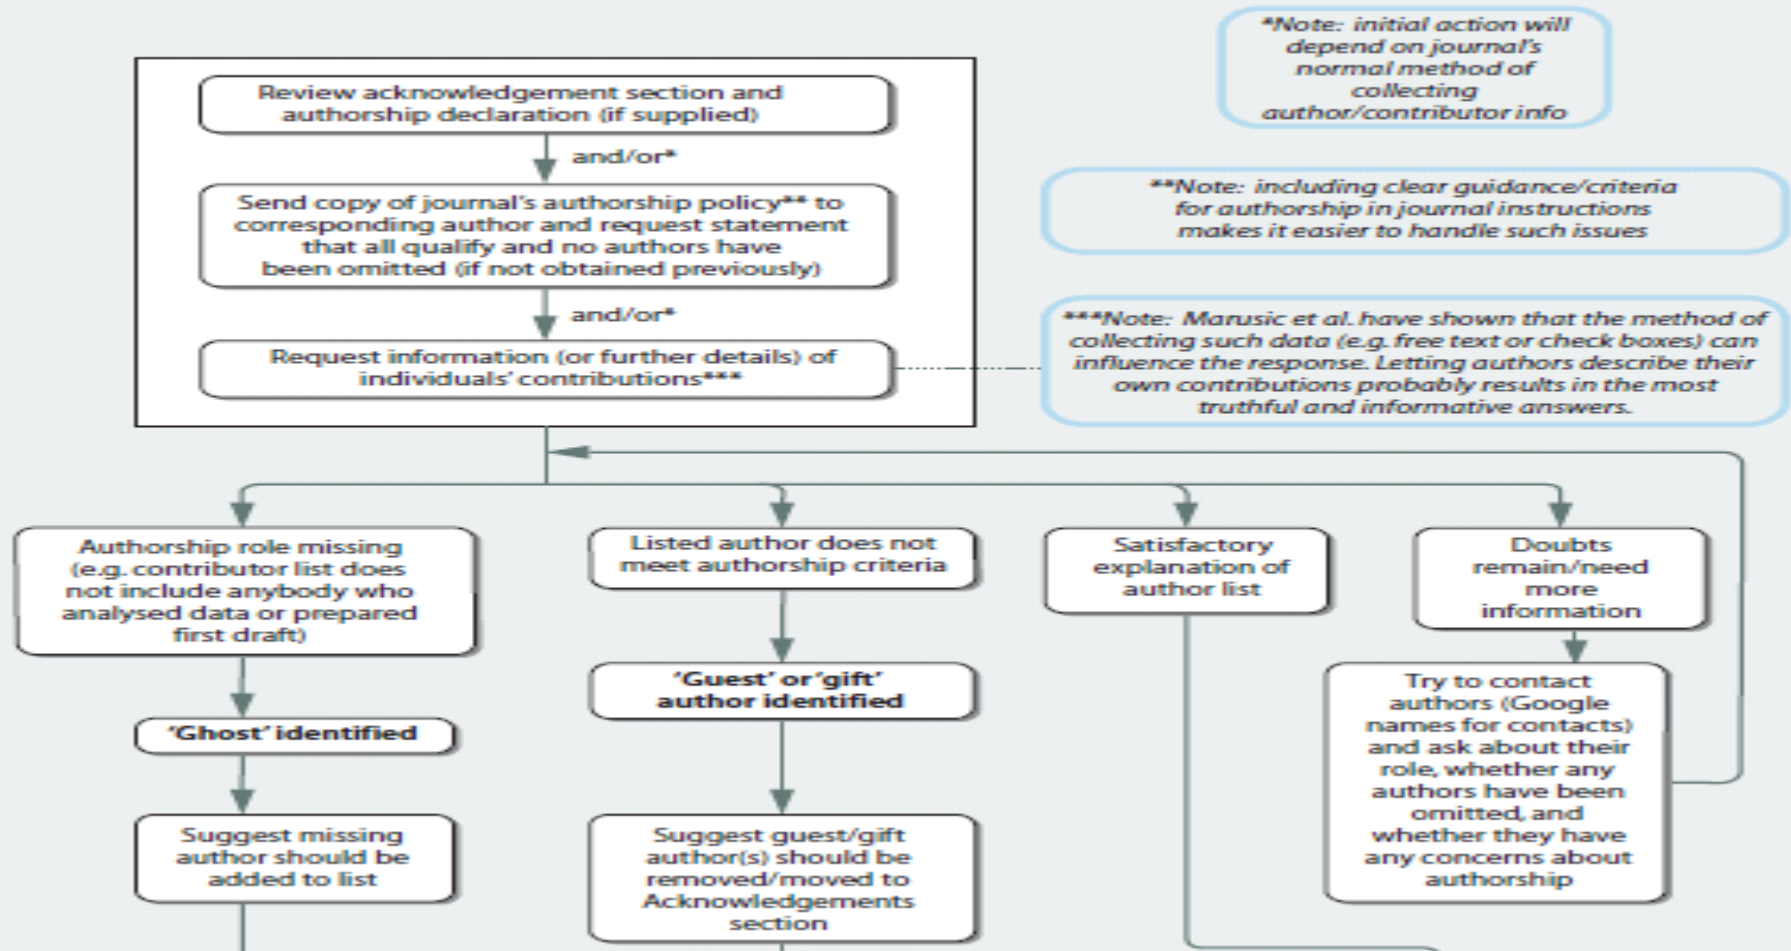 *Note: initial action will
depend on journal's
normal method of
collecting
author/contributor info
Review acknowledgement section and
authorship declaration (if supplied)
and/or*
Send copy of journal's authorship policy** to
corresponding author and request statement
that all qualify and no authors have
been omitted (if not obtained previously)
**Note: including clear guidance/criteria
for authorship in journal instructions
makes it easier to handle such issues
and/or*
Request information (or further details) of
individuals' contributions***
***Note: Marusic et al. have shown that the method of
collecting such data (e.g. free text or check boxes) can
influence the response. Letting authors describe their
own contributions probably results in the most
truthful and informative answers.
Authorship role missing
(e.g. contributor list does
not include anybody who
analysed data or prepared
first draft)
'Ghost' identified
Suggest missing
author should be
added to list
Listed author does not
meet authorship criteria
'Guest' or 'gift'
author identified
Suggest guest/gift
author(s) should be
removed/moved to
Acknowledgements
section
Satisfactory
explanation of
author list
Doubts
remain/need
more
information
Try to contact
authors (Google
names for contacts)
and ask about their
role, whether any
authors have been
omitted, and
whether they have
any concerns about
authorship